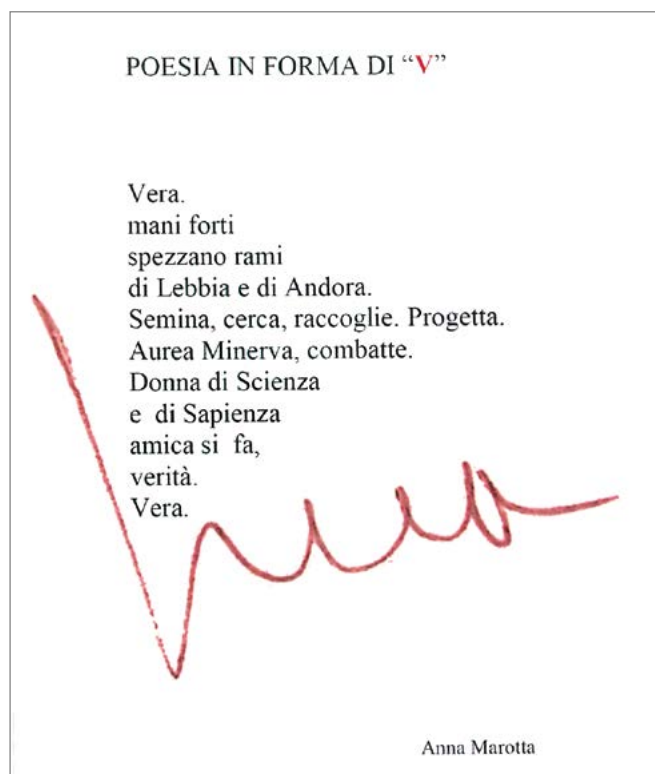 POESIA IN FORMA DI “V”
Vera.
mani forti
spezzano rami
di Lebbia e di Andora.
Semina, cerca, raccoglie. Progetta.
Aurea Minerva, combatte.
Donna di Scienza
e di Sapienza
amica si fa,
verità.
Vera.
Anna Marotta